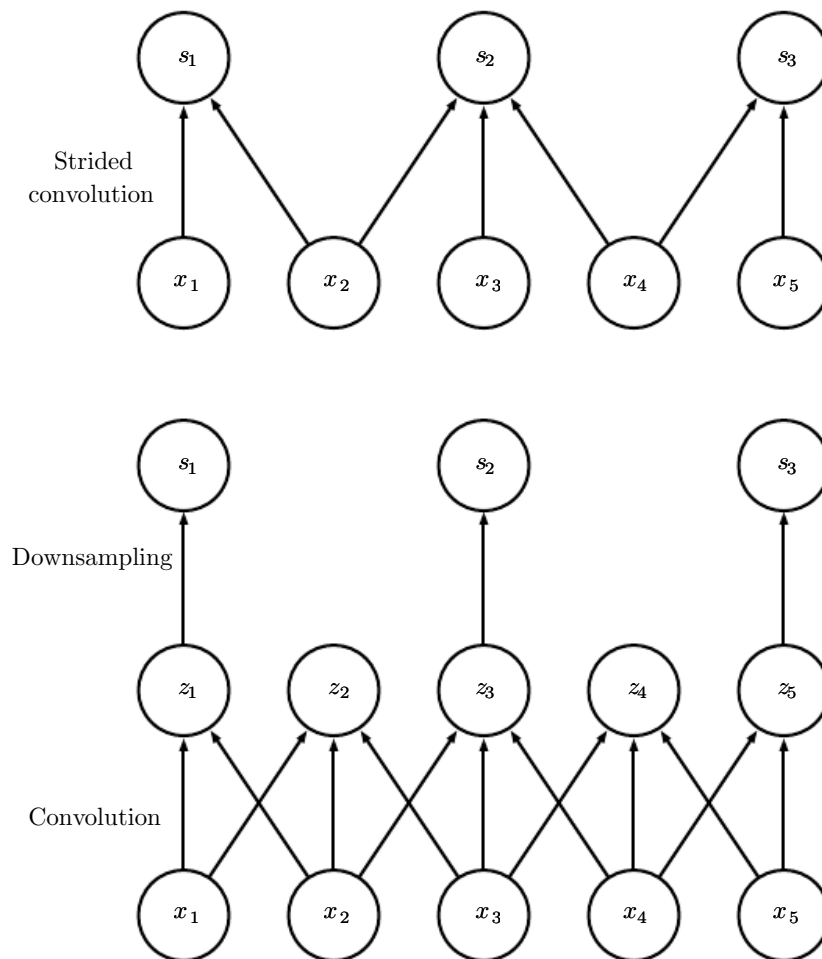 s₁ s₂ s₃
Strided
convolution
x₁ x₂ x₃ x₄ x₅
s₁ s₂ s₃
Downsampling
z₁ z₂ z₃ z₄ z₅
Convolution
x₁ x₂ x₃ x₄ x₅